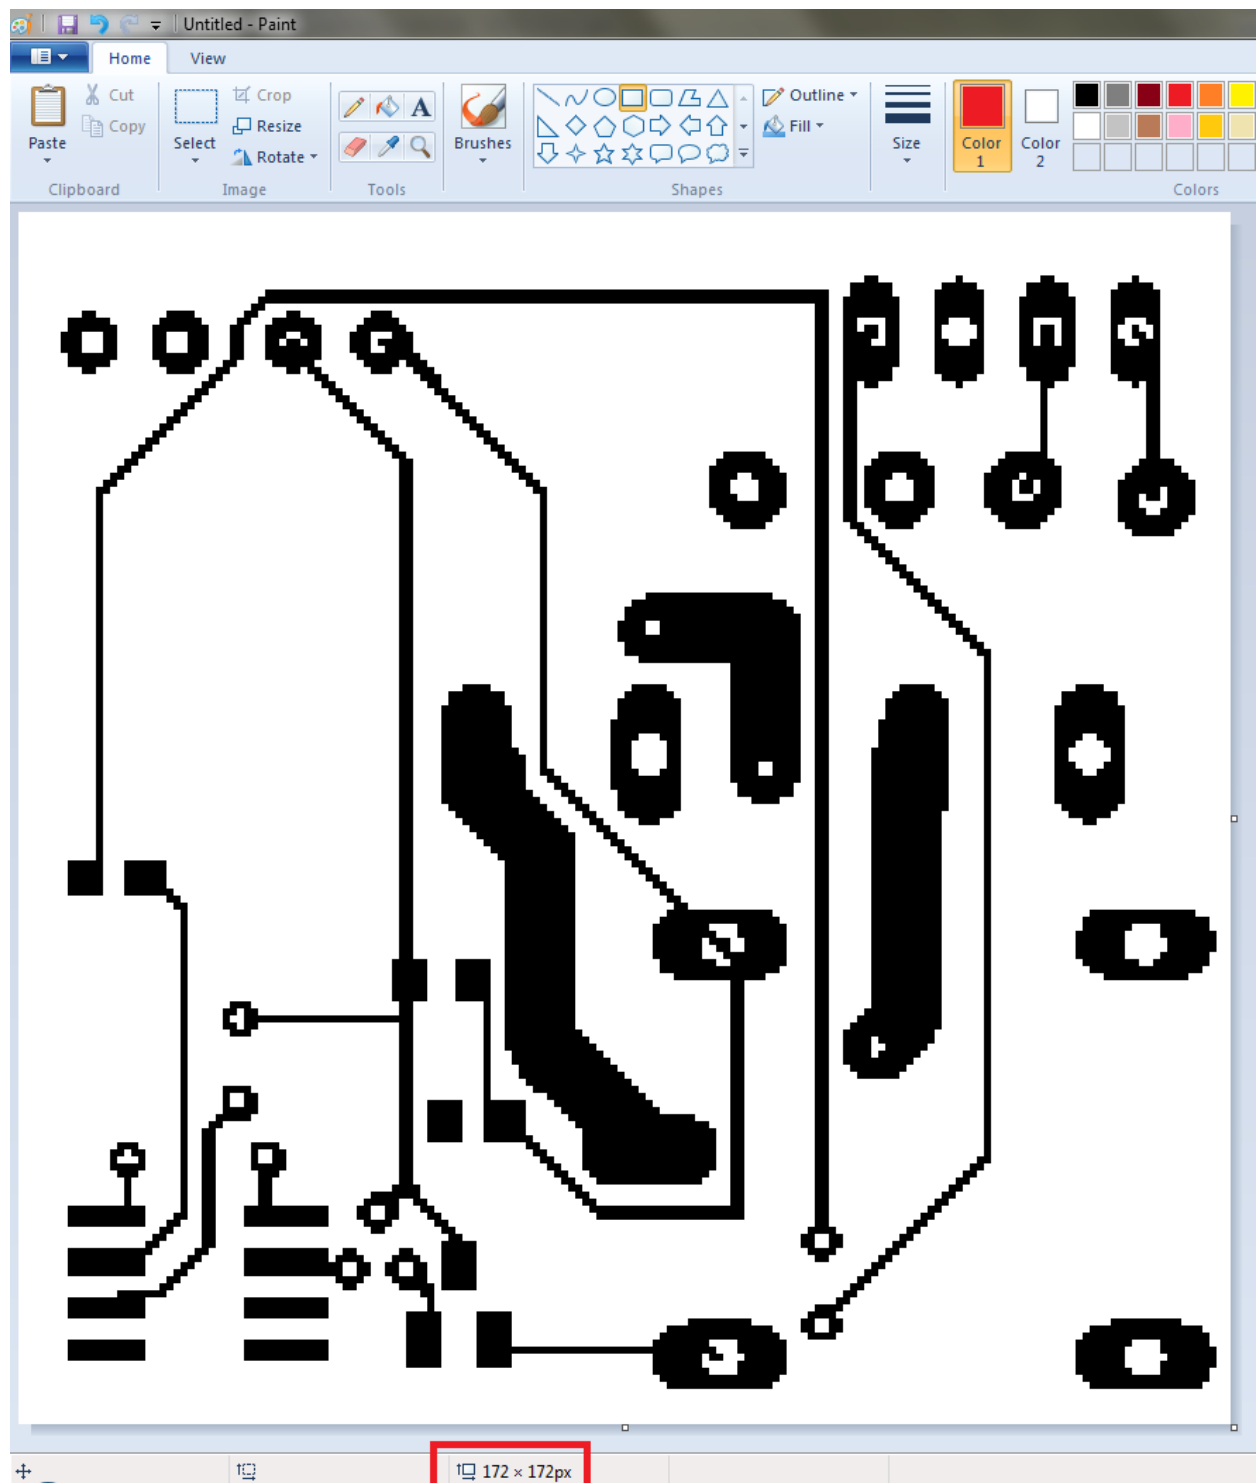 Untitled - Paint
Home View
Paste
Cut
Copy
Clipboard
Select
Crop
Resize
Rotate
Image
A
Tools
Brushes
Outline
Fill
Shapes
Size
Color 1
Color 2
Colors
172 × 172px